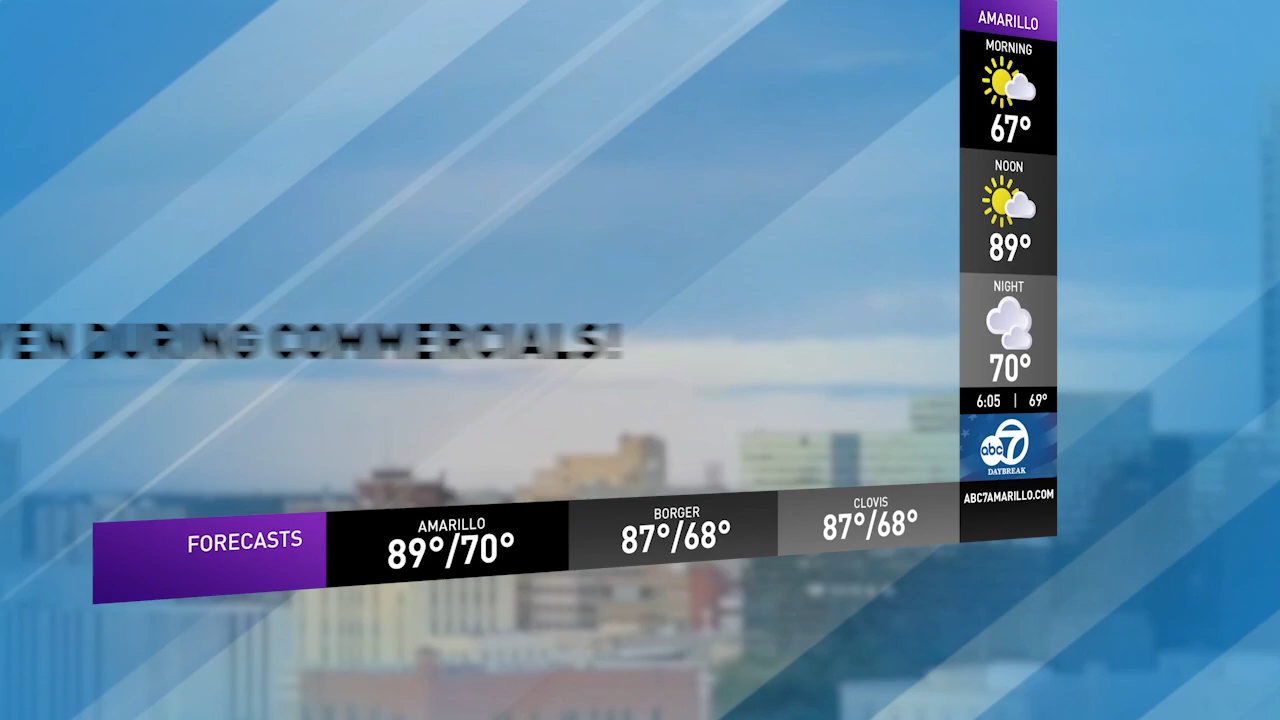 AMARILLO
MORNING
67°
NOON
89°
NIGHT
70°
6:05 | 69°
abc 7
DAYBREAK
ABC7AMARILLO.COM
DURING COMMERCIALS!
FORECASTS
AMARILLO
89°/70°
BORGER
87°/68°
CLOVIS
87°/68°